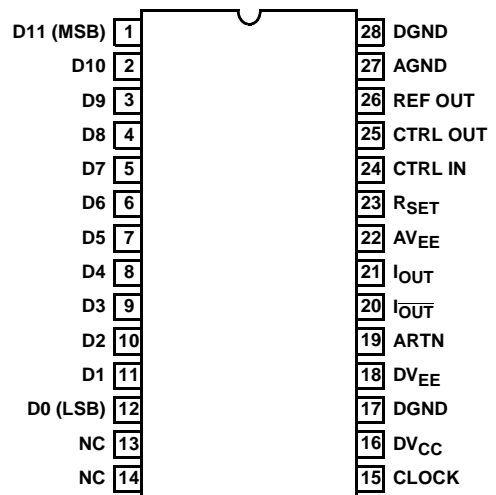 D11 (MSB) 1 28 DGND
D10 2 27 AGND
D9 3 26 REF OUT
D8 4 25 CTRL OUT
D7 5 24 CTRL IN
D6 6 23 RSET
D5 7 22 AVEE
D4 8 21 IOUT
D3 9 20 IO̅U̅T̅
D2 10 19 ARTN
D1 11 18 DVEE
D0 (LSB) 12 17 DGND
NC 13 16 DVCC
NC 14 15 CLOCK